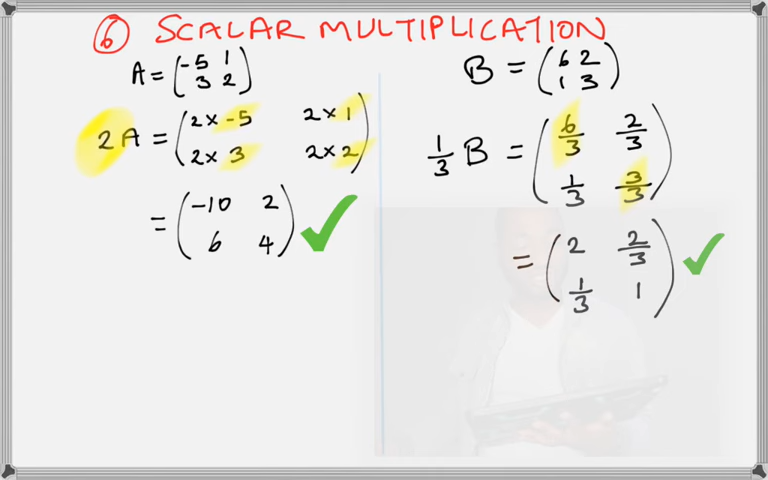 ⑥ SCALAR MULTIPLICATION
A = (-5 1
3 2)
2A = (2 x -5 2 x 1
2 x 3 2 x 2)
= (-10 2
6 4) ✓
B = (6 2
1 3)
1/3 B = (6/3 2/3
1/3 3/3)
= (2 2/3
1/3 1) ✓